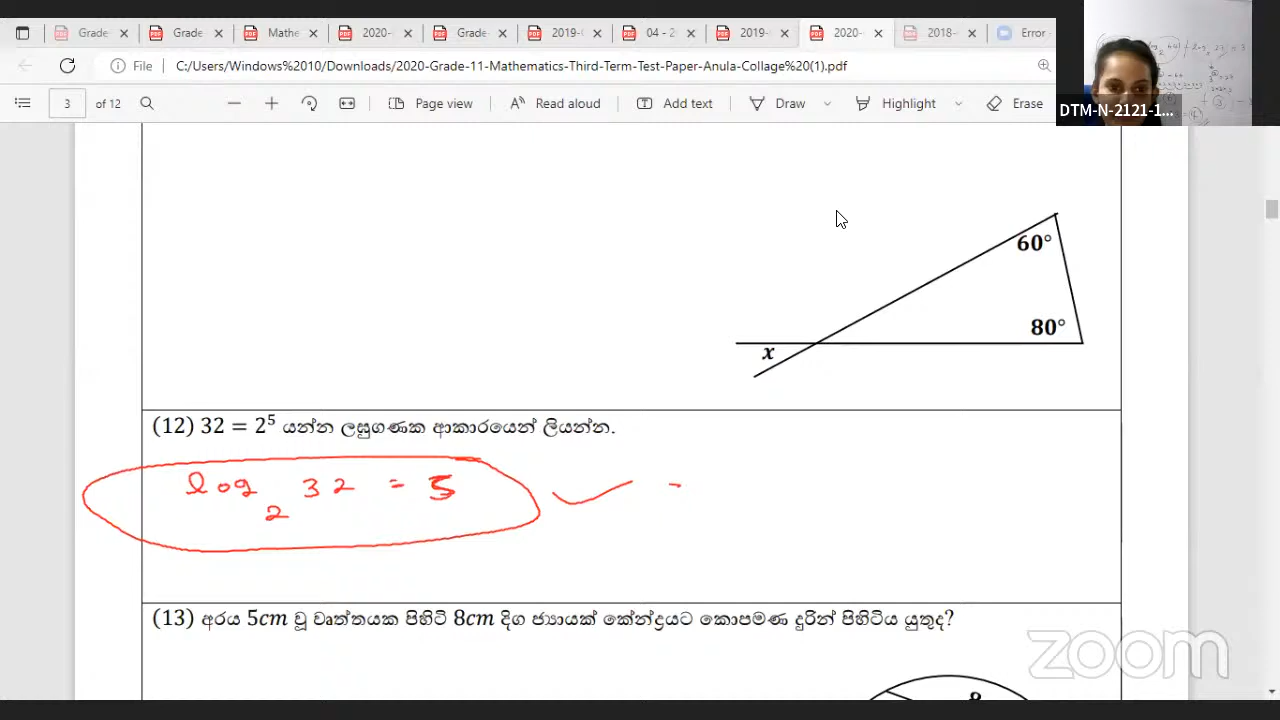 Grade
Grade
Mathe
2020-
Grade-
2019-
04 - 2
2019-
2020-
2018-
Error -
File C:/Users/Windows%2010/Downloads/2020-Grade-11-Mathematics-Third-Term-Test-Paper-Anula-Collage%20(1).pdf
3 of 12 Page view Read aloud Add text Draw Highlight Erase
DTM-N-2121-1...
60°
80°
x
(12) 32 = 2⁵ යන්න ලඝුගණක ආකාරයෙන් ලියන්න.
log₂ 32 = 5
(13) අරය 5cm වූ වෘත්තයක පිහිටි 8cm දිග ජ්‍යායක් කේන්ද්‍රයට කොපමණ දුරින් පිහිටිය යුතුද?
zoom